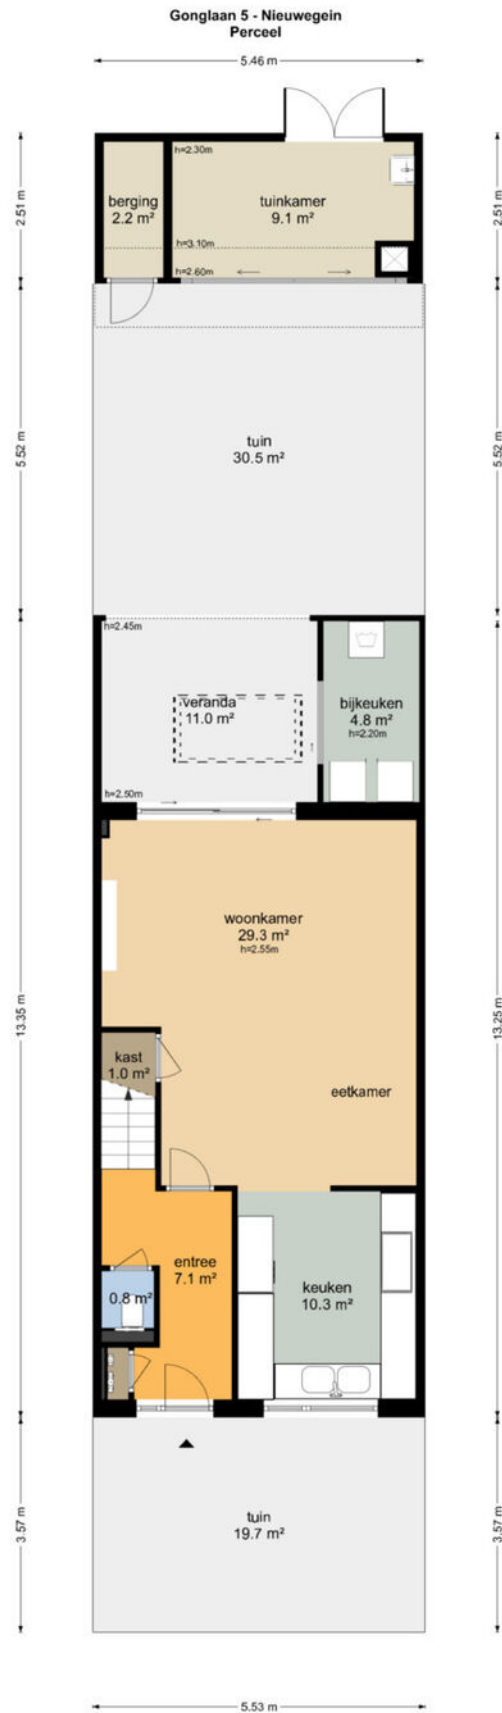 Gonglaan 5 - Nieuwegein
Perceel
5.46 m
h=2.30m
berging
2.2 m²
tuinkamer
9.1 m²
2.51 m
2.51 m
h=3.10m
h=2.60m
tuin
30.5 m²
5.52 m
5.52 m
h=2.45m
veranda
11.0 m²
bijkeuken
4.8 m²
h=2.20m
h=2.50m
woonkamer
29.3 m²
h=2.55m
13.35 m
13.25 m
kast
1.0 m²
eetkamer
entree
7.1 m²
0.8 m²
keuken
10.3 m²
tuin
19.7 m²
3.57 m
3.57 m
5.53 m